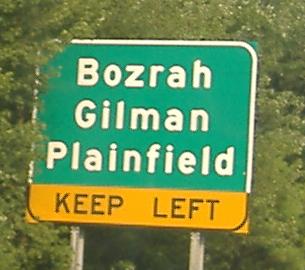 Bozrah
Gilman
Plainfield
KEEP LEFT